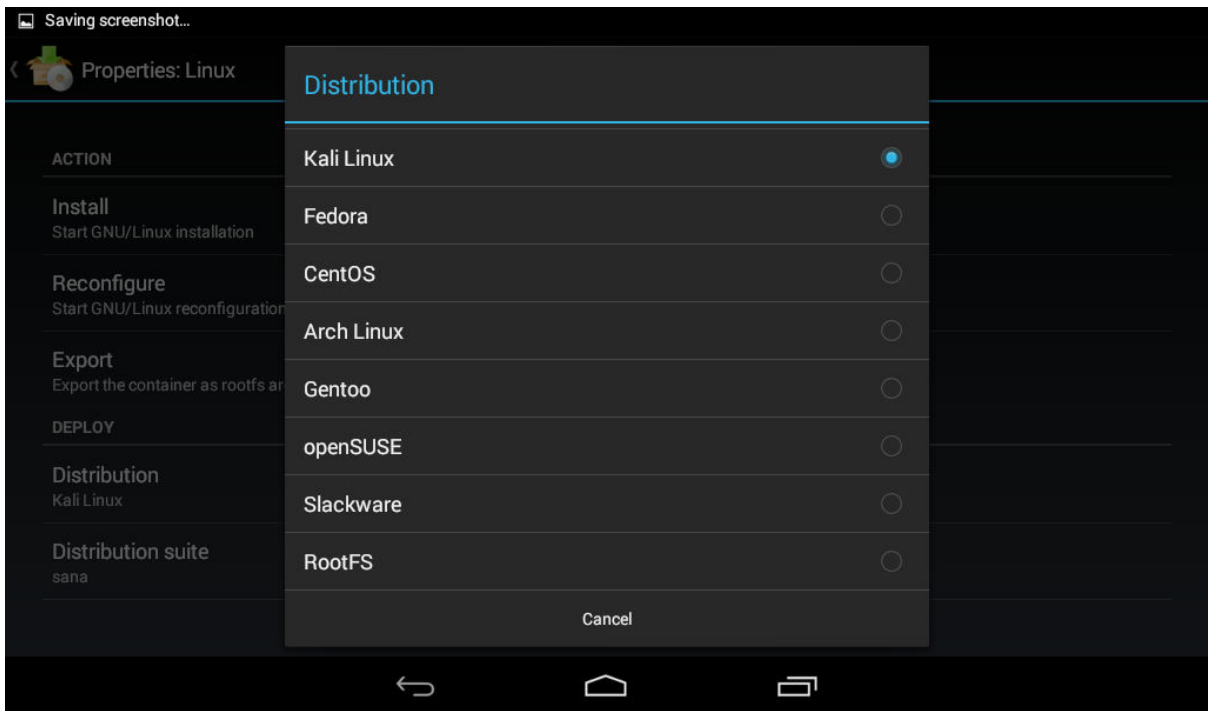 Saving screenshot...
Properties: Linux
ACTION
Install
Start GNU/Linux installation
Reconfigure
Start GNU/Linux reconfiguration
Export
Export the container as rootfs
DEPLOY
Distribution
Kali Linux
Distribution suite
sana
Distribution
Kali Linux
Fedora
CentOS
Arch Linux
Gentoo
openSUSE
Slackware
RootFS
Cancel